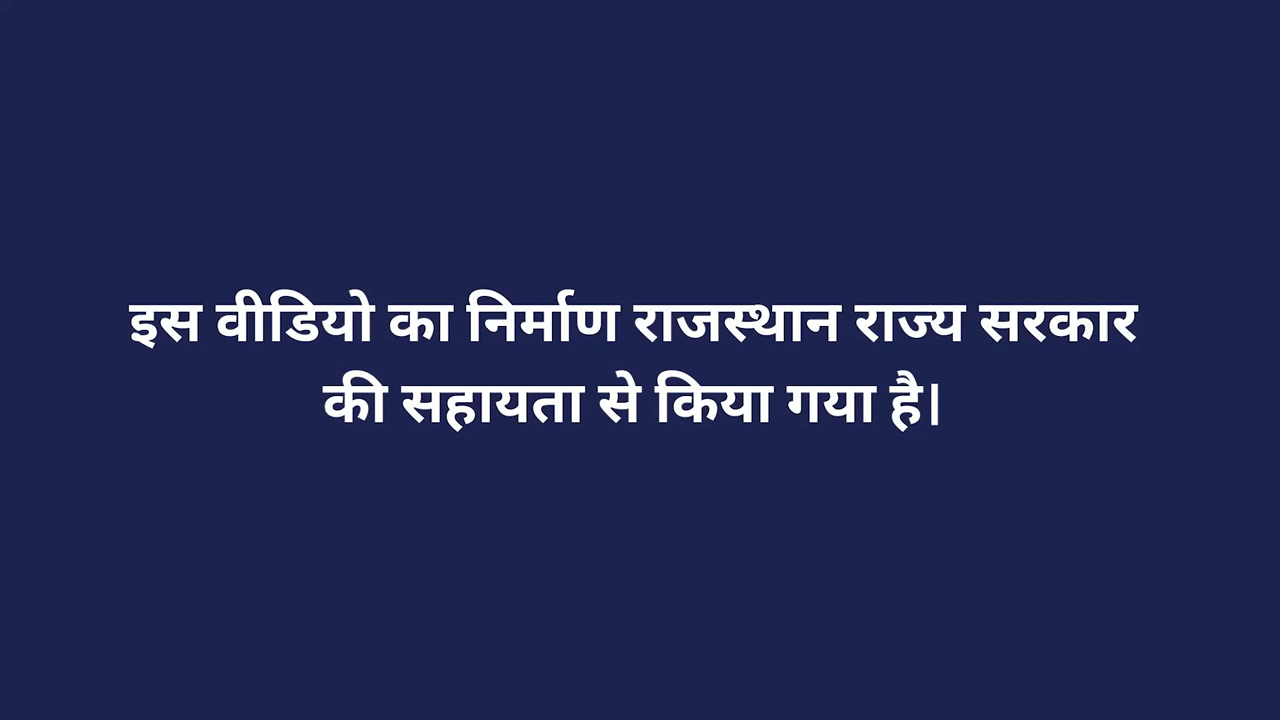 इस वीडियो का निर्माण राजस्थान राज्य सरकार
की सहायता से किया गया है।